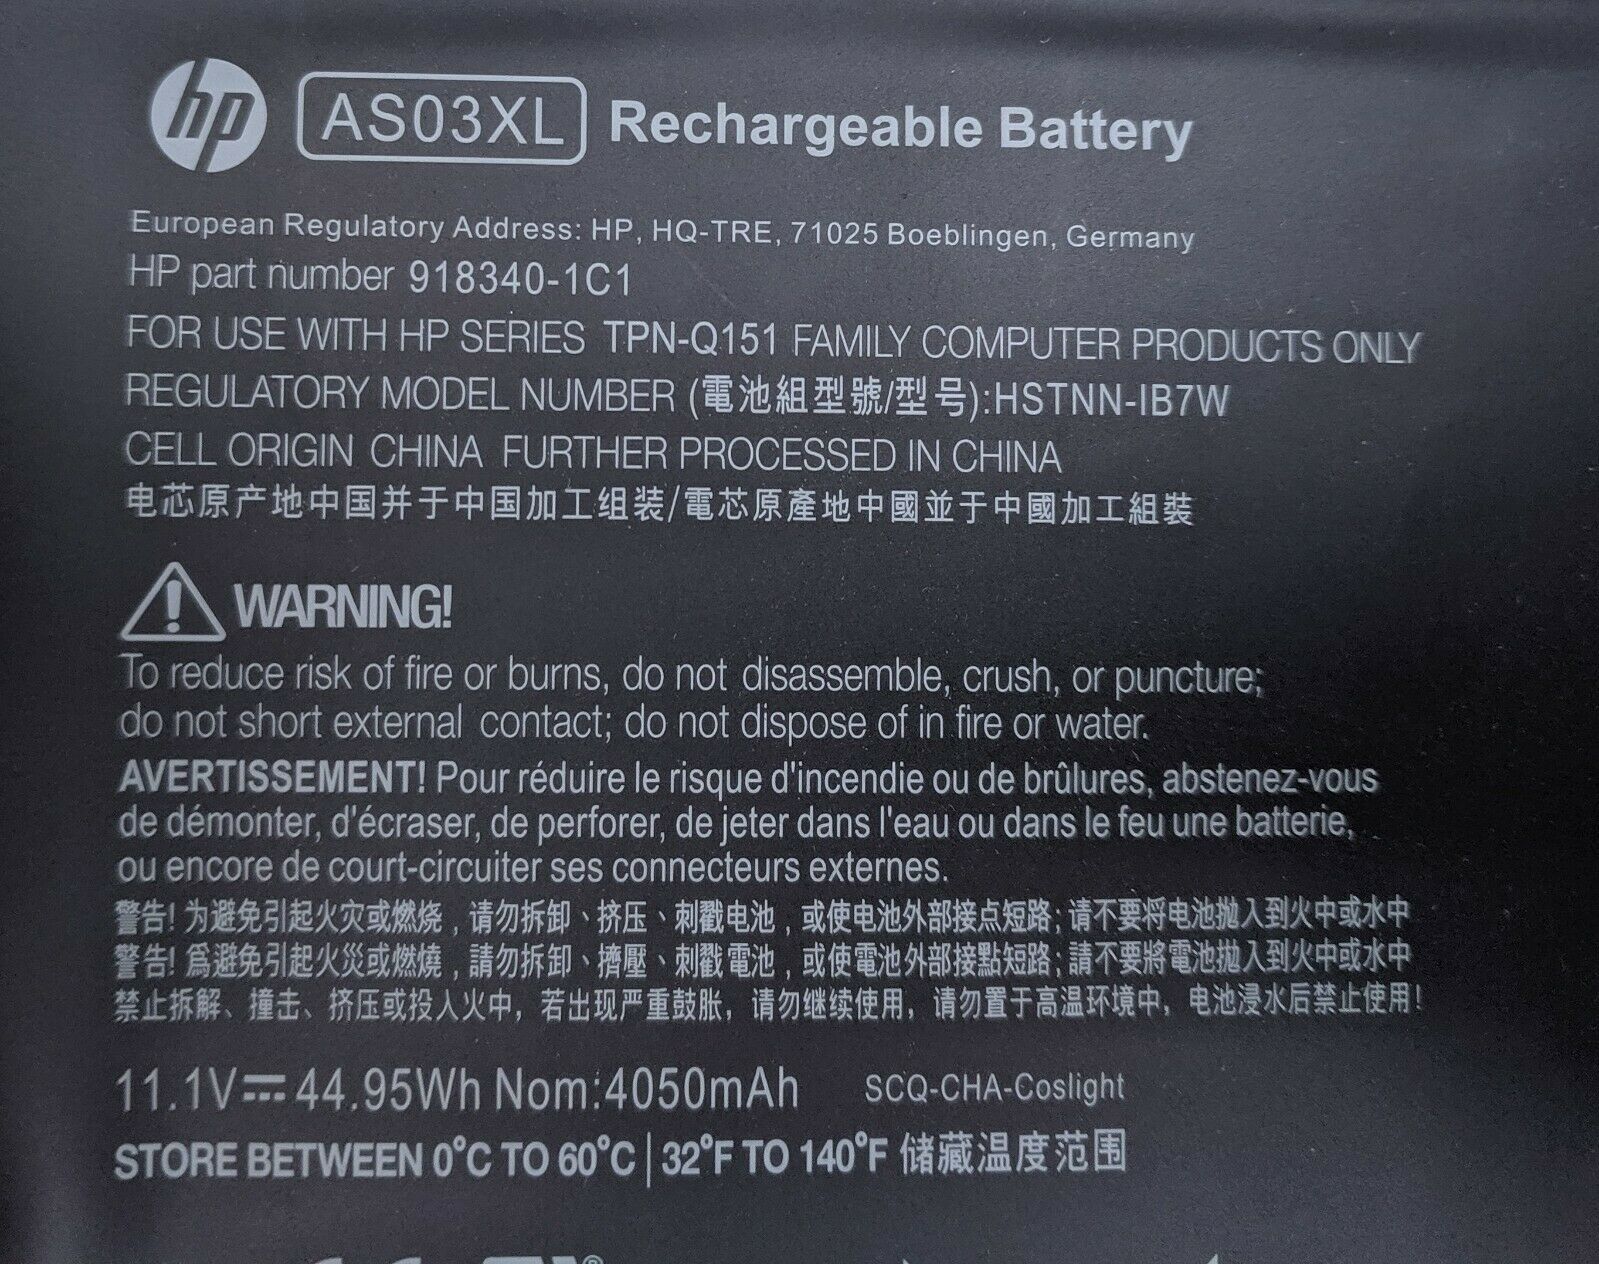 hp AS03XL Rechargeable Battery
European Regulatory Address: HP, HQ-TRE, 71025 Boeblingen, Germany
HP part number 918340-1C1
FOR USE WITH HP SERIES TPN-Q151 FAMILY COMPUTER PRODUCTS ONLY
REGULATORY MODEL NUMBER (電池組型號/型号):HSTNN-IB7W
CELL ORIGIN CHINA FURTHER PROCESSED IN CHINA
电芯原产地中国并于中国加工组装/電芯原產地中國並于中國加工組裝
WARNING!
To reduce risk of fire or burns, do not disassemble, crush, or puncture;
do not short external contact; do not dispose of in fire or water.
AVERTISSEMENT! Pour réduire le risque d'incendie ou de brûlures, abstenez-vous
de démonter, d'écraser, de perforer, de jeter dans l'eau ou dans le feu une batterie,
ou encore de court-circuiter ses connecteurs externes.
警告! 为避免引起火灾或燃烧，请勿拆卸、挤压、刺戳电池，或使电池外部接点短路; 请不要将电池抛入到火中或水中
警告! 爲避免引起火災或燃燒，請勿拆卸、擠壓、刺戳電池，或使電池外部接點短路; 請不要將電池拋入到火中或水中
禁止拆解、撞击、挤压或投入火中，若出现严重鼓胀，请勿继续使用，请勿置于高温环境中，电池浸水后禁止使用!
11.1V⎓44.95Wh Nom:4050mAh SCQ-CHA-Coslight
STORE BETWEEN 0°C TO 60°C | 32°F TO 140°F 储藏温度范围